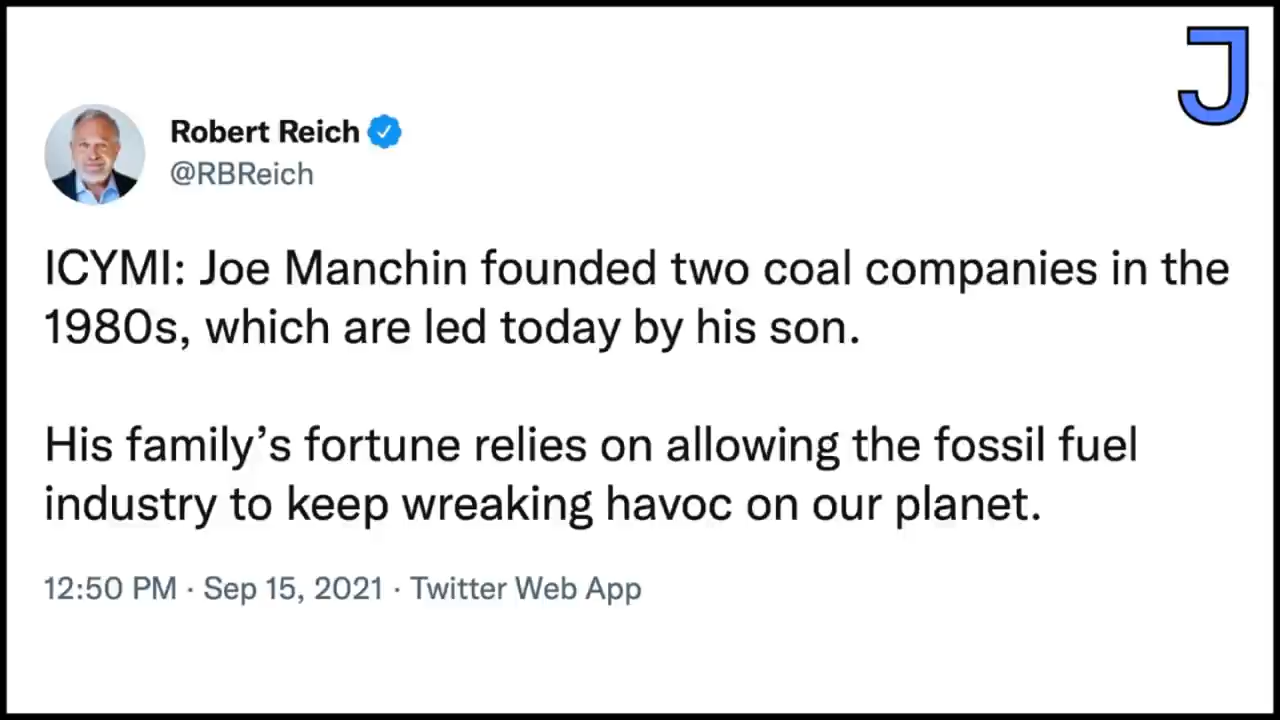 J
Robert Reich
@RBReich
ICYMI: Joe Manchin founded two coal companies in the
1980s, which are led today by his son.
His family’s fortune relies on allowing the fossil fuel
industry to keep wreaking havoc on our planet.
12:50 PM · Sep 15, 2021 · Twitter Web App